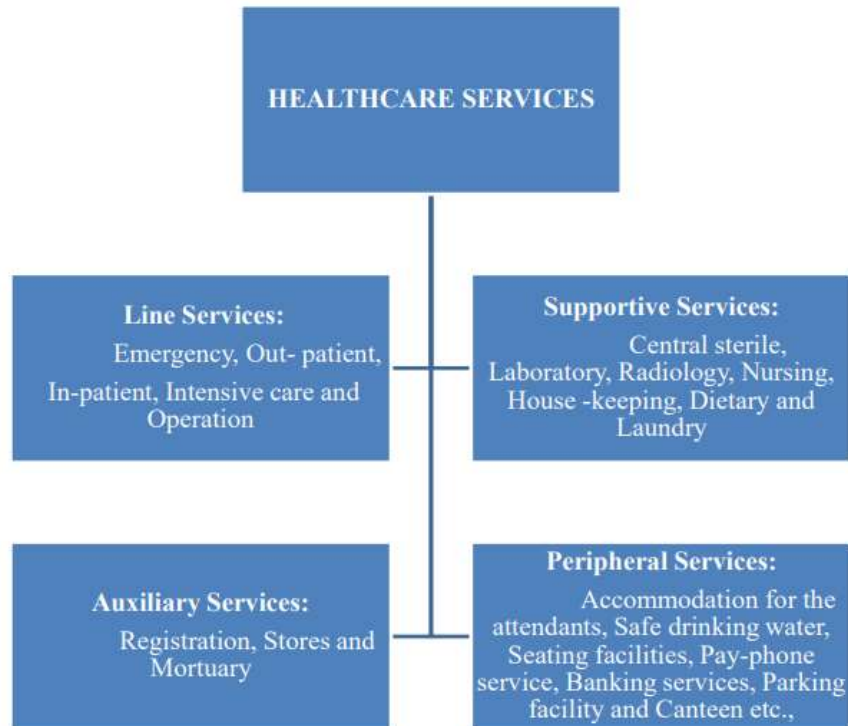 HEALTHCARE SERVICES
Line Services:
Emergency, Out- patient,
In-patient, Intensive care and
Operation
Supportive Services:
Central sterile,
Laboratory, Radiology, Nursing,
House -keeping, Dietary and
Laundry
Auxiliary Services:
Registration, Stores and
Mortuary
Peripheral Services:
Accommodation for the
attendants, Safe drinking water,
Seating facilities, Pay-phone
service, Banking services, Parking
facility and Canteen etc.,